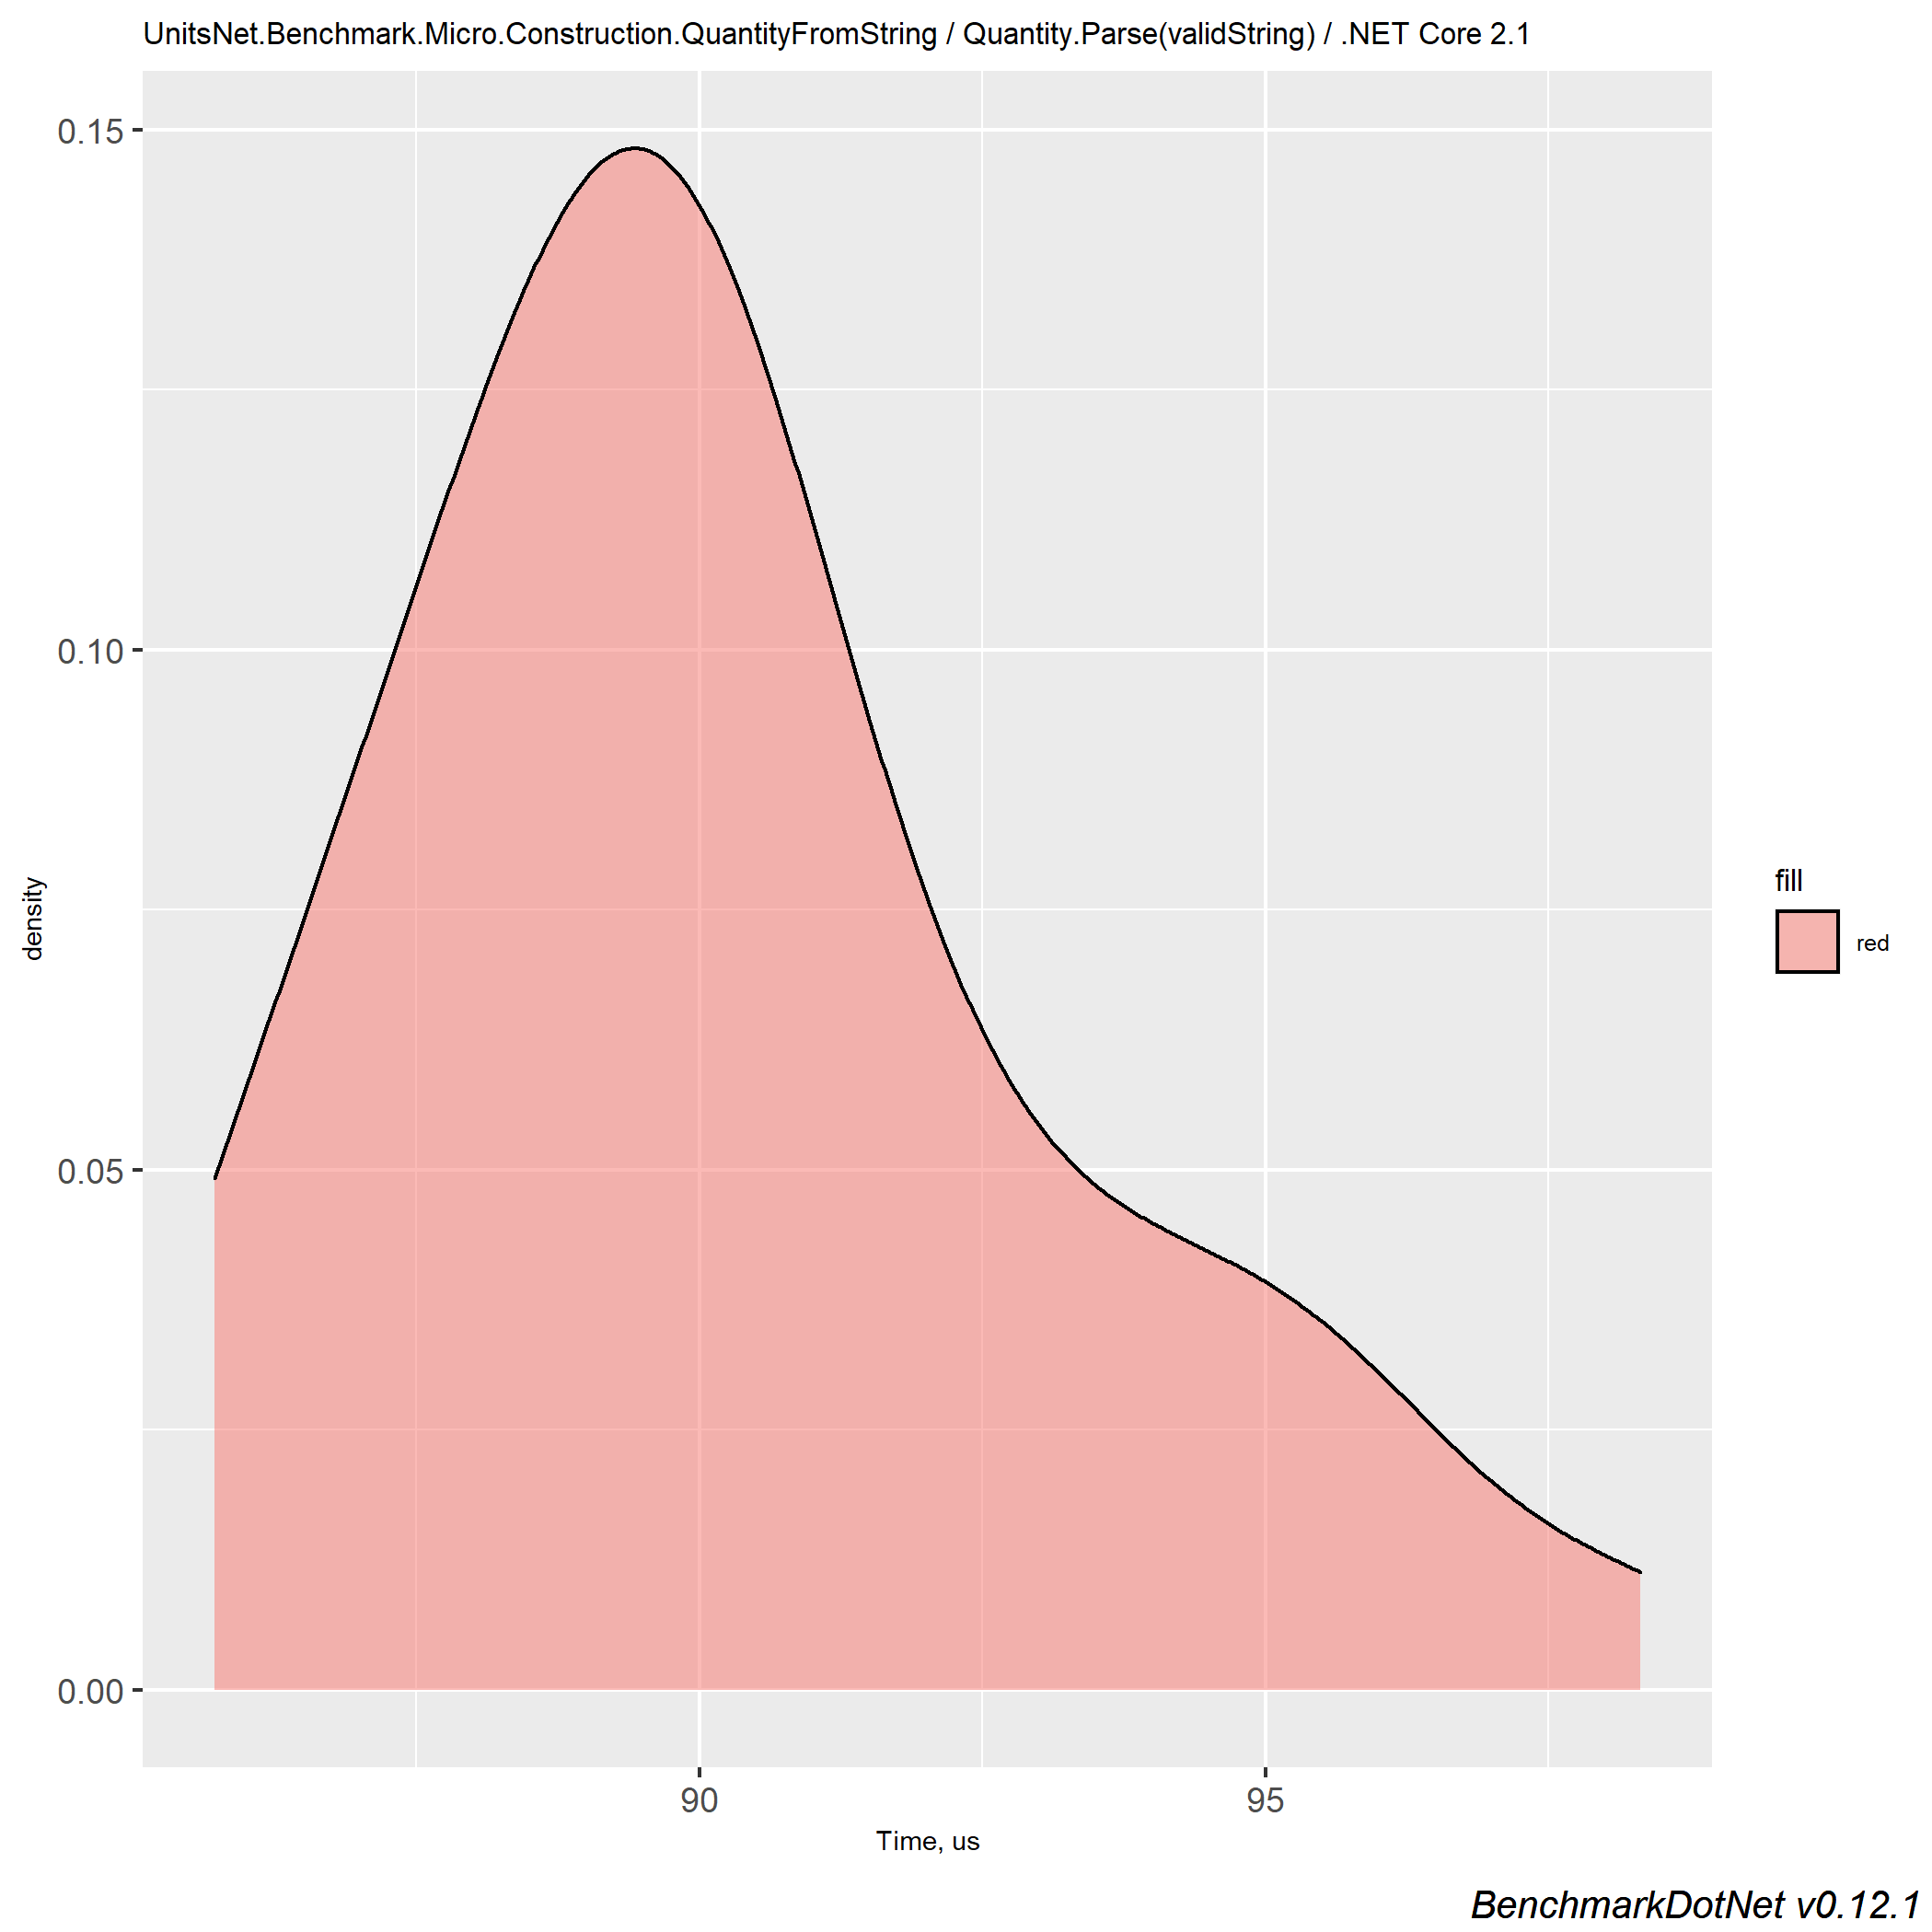 UnitsNet.Benchmark.Micro.Construction.QuantityFromString / Quantity.Parse(validString) / .NET Core 2.1
0.15
0.10
0.05
0.00
density
90 95
Time, us
fill
red
BenchmarkDotNet v0.12.1